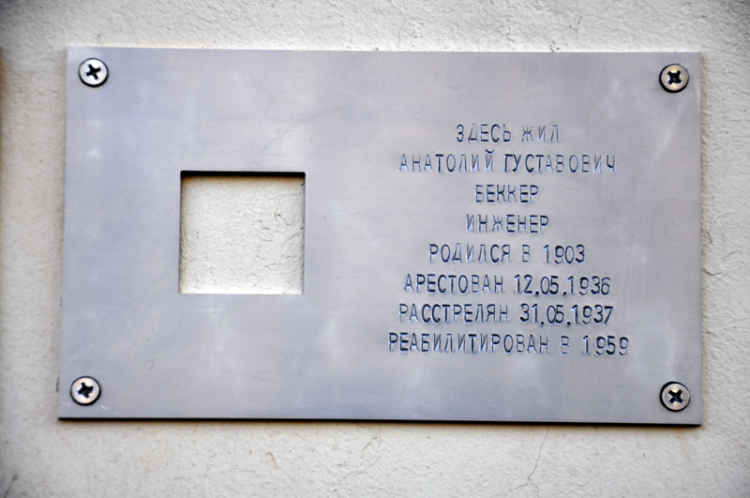 ЗДЕСЬ ЖИЛ
АНАТОЛИЙ ГУСТАВОВИЧ
БЕККЕР
ИНЖЕНЕР
РОДИЛСЯ В 1903
АРЕСТОВАН 12.05.1936
РАССТРЕЛЯН 31.05.1937
РЕАБИЛИТИРОВАН В 1959